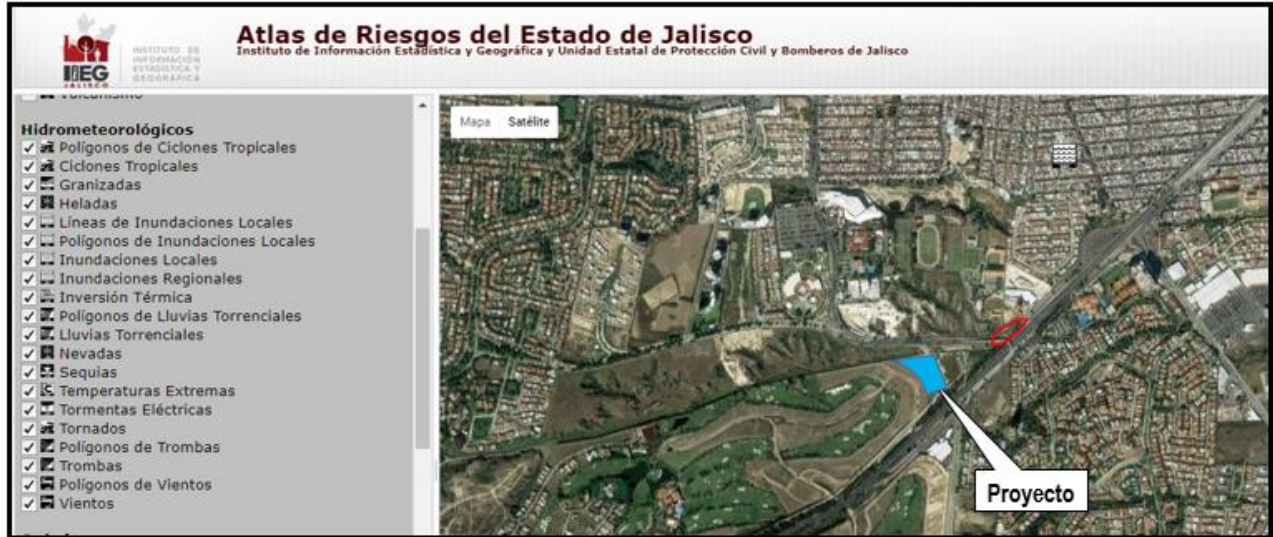 Atlas de Riesgos del Estado de Jalisco
Instituto de Información Estadística y Geográfica y Unidad Estatal de Protección Civil y Bomberos de Jalisco
IIEG
JALISCO
INSTITUTO DE
INFORMACIÓN
ESTADÍSTICA Y
GEOGRÁFICA
Vulcanismo
Hidrometeorológicos
Polígonos de Ciclones Tropicales
Ciclones Tropicales
Granizadas
Heladas
Líneas de Inundaciones Locales
Polígonos de Inundaciones Locales
Inundaciones Locales
Inundaciones Regionales
Inversión Térmica
Polígonos de Lluvias Torrenciales
Lluvias Torrenciales
Nevadas
Sequias
Temperaturas Extremas
Tormentas Eléctricas
Tornados
Polígonos de Trombas
Trombas
Polígonos de Vientos
Vientos
Mapa Satélite
Proyecto